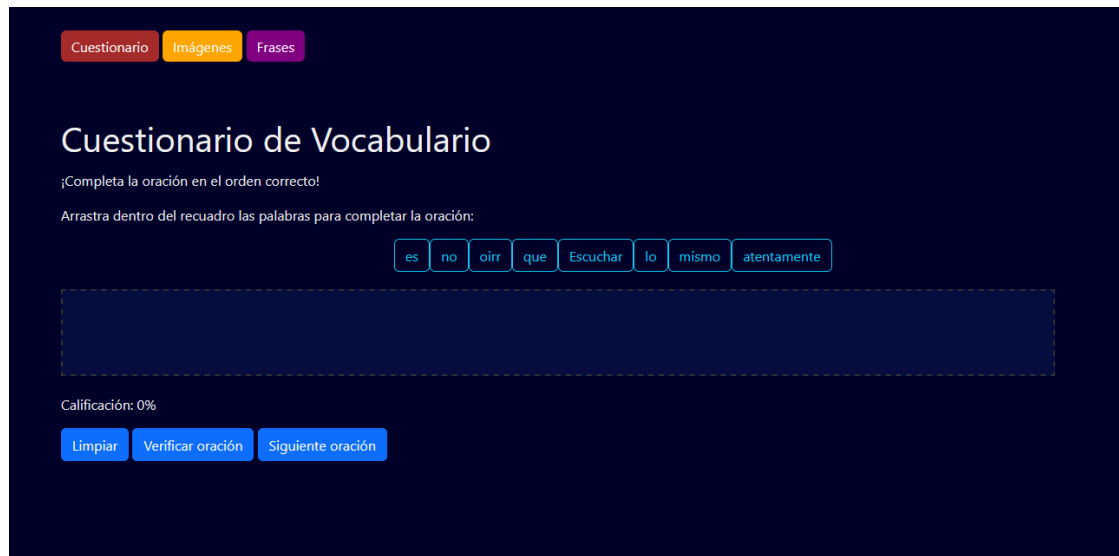 Cuestionario Imágenes Frases
Cuestionario de Vocabulario
¡Completa la oración en el orden correcto!
Arrastra dentro del recuadro las palabras para completar la oración:
es no oirr que Escuchar lo mismo atentamente
Calificación: 0%
Limpiar Verificar oración Siguiente oración